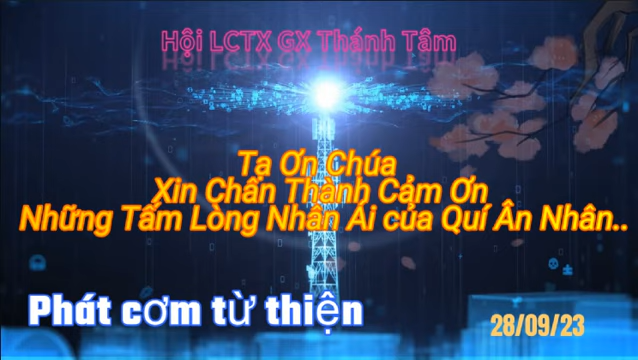 Hội LCTX GX Thánh Tâm
Tạ Ơn Chúa
Xin Chân Thành Cảm Ơn
Những Tấm Lòng Nhân Ái của Quí Ân Nhân..
Phát cơm từ thiện
28/09/23